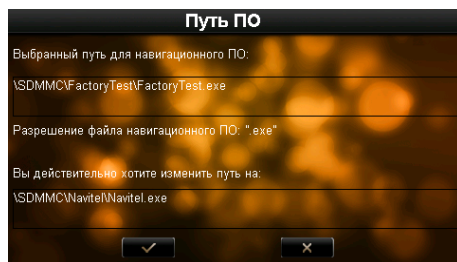 Путь ПО
Выбранный путь для навигационного ПО:
\SDMMC\FactoryTest\FactoryTest.exe
Разрешение файла навигационного ПО: ".exe"
Вы действительно хотите изменить путь на:
\SDMMC\Navitel\Navitel.exe